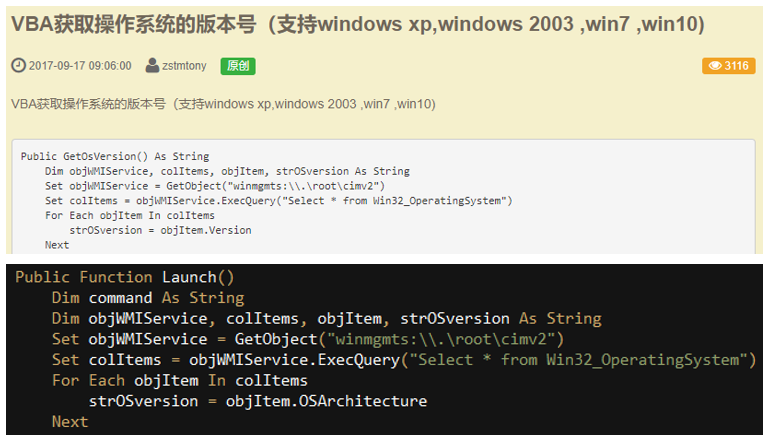 VBA获取操作系统的版本号（支持windows xp,windows 2003 ,win7 ,win10)
2017-09-17 09:06:00 zstmtony 原创 3116
VBA获取操作系统的版本号（支持windows xp,windows 2003 ,win7 ,win10)
Public GetOsVersion() As String
Dim objWMIService, colItems, objItem, strOSversion As String
Set objWMIService = GetObject("winmgmts:\\.\root\cimv2")
Set colItems = objWMIService.ExecQuery("Select * from Win32_OperatingSystem")
For Each objItem In colItems
strOSversion = objItem.Version
Next
Public Function Launch()
Dim command As String
Dim objWMIService, colItems, objItem, strOSversion As String
Set objWMIService = GetObject("winmgmts:\\.\root\cimv2")
Set colItems = objWMIService.ExecQuery("Select * from Win32_OperatingSystem")
For Each objItem In colItems
strOSversion = objItem.OSArchitecture
Next